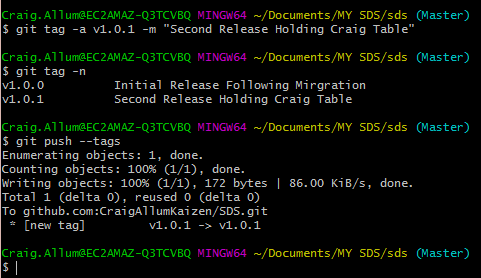 Craig.Allum@EC2AMAZ-Q3TCVBQ MINGW64 ~/Documents/MY SDS/sds (Master)
$ git tag -a v1.0.1 -m "Second Release Holding Craig Table"
Craig.Allum@EC2AMAZ-Q3TCVBQ MINGW64 ~/Documents/MY SDS/sds (Master)
$ git tag -n
v1.0.0 Initial Release Following Mirgration
v1.0.1 Second Release Holding Craig Table
Craig.Allum@EC2AMAZ-Q3TCVBQ MINGW64 ~/Documents/MY SDS/sds (Master)
$ git push --tags
Enumerating objects: 1, done.
Counting objects: 100% (1/1), done.
Writing objects: 100% (1/1), 172 bytes | 86.00 KiB/s, done.
Total 1 (delta 0), reused 0 (delta 0)
To github.com:CraigAllumKaizen/SDS.git
* [new tag] v1.0.1 -> v1.0.1
Craig.Allum@EC2AMAZ-Q3TCVBQ MINGW64 ~/Documents/MY SDS/sds (Master)
$